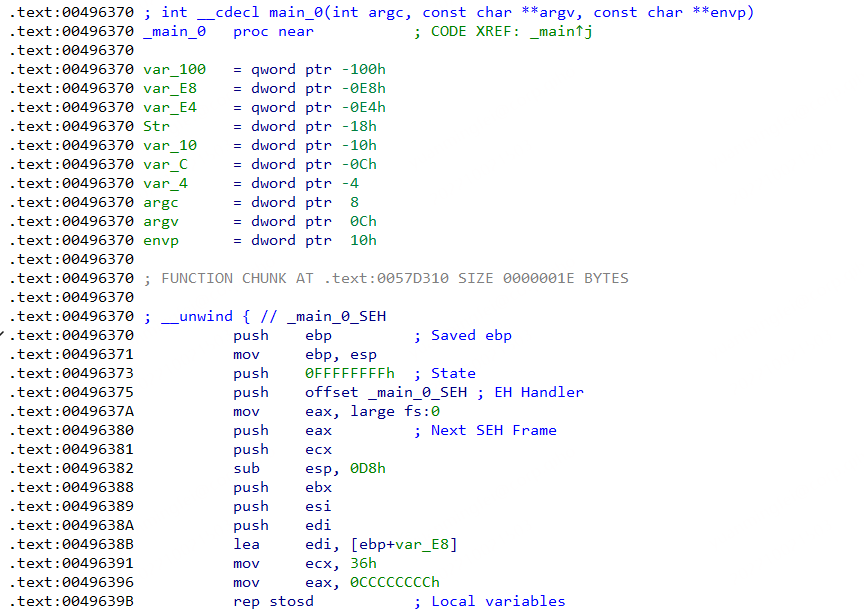 .text:00496370 ; int __cdecl main_0(int argc, const char **argv, const char **envp)
.text:00496370 _main_0 proc near ; CODE XREF: _main↑j
.text:00496370
.text:00496370 var_100 = qword ptr -100h
.text:00496370 var_E8 = dword ptr -0E8h
.text:00496370 var_E4 = qword ptr -0E4h
.text:00496370 Str = dword ptr -18h
.text:00496370 var_10 = dword ptr -10h
.text:00496370 var_C = dword ptr -0Ch
.text:00496370 var_4 = dword ptr -4
.text:00496370 argc = dword ptr 8
.text:00496370 argv = dword ptr 0Ch
.text:00496370 envp = dword ptr 10h
.text:00496370
.text:00496370 ; FUNCTION CHUNK AT .text:0057D310 SIZE 0000001E BYTES
.text:00496370
.text:00496370 ; __unwind { // _main_0_SEH
.text:00496370 push ebp ; Saved ebp
.text:00496371 mov ebp, esp
.text:00496373 push 0FFFFFFFFh ; State
.text:00496375 push offset _main_0_SEH ; EH Handler
.text:0049637A mov eax, large fs:0
.text:00496380 push eax ; Next SEH Frame
.text:00496381 push ecx
.text:00496382 sub esp, 0D8h
.text:00496388 push ebx
.text:00496389 push esi
.text:0049638A push edi
.text:0049638B lea edi, [ebp+var_E8]
.text:00496391 mov ecx, 36h
.text:00496396 mov eax, 0CCCCCCCCh
.text:0049639B rep stosd ; Local variables